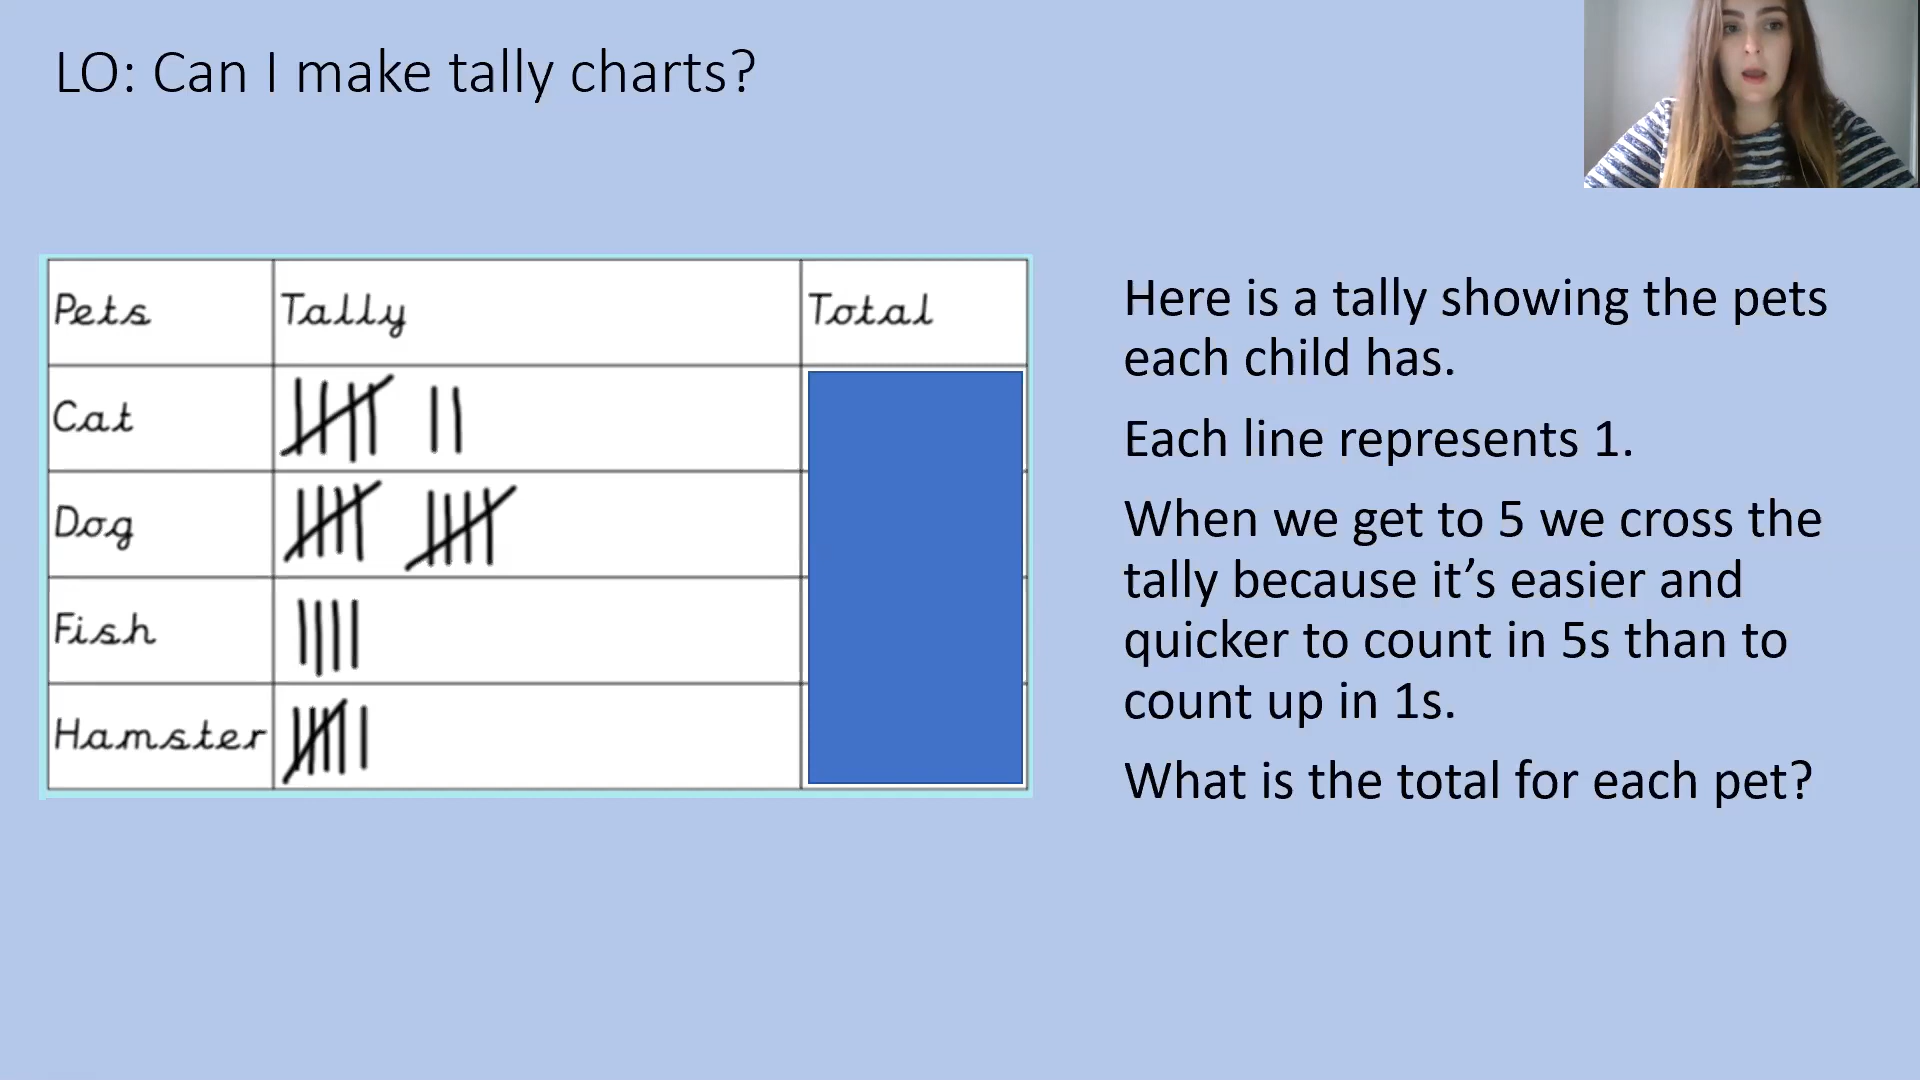 LO: Can I make tally charts?
Pets Tally Total
Cat
Dog
Fish
Hamster
Here is a tally showing the pets
each child has.
Each line represents 1.
When we get to 5 we cross the
tally because it’s easier and
quicker to count in 5s than to
count up in 1s.
What is the total for each pet?